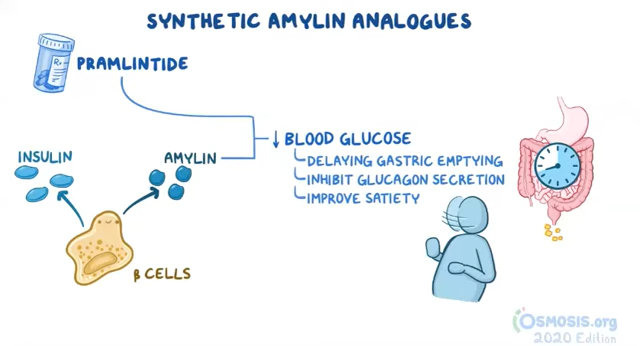 SYNTHETIC AMYLIN ANALOGUES
Rx
PRAMLINTIDE
INSULIN
AMYLIN
↓ BLOOD GLUCOSE
DELAYING GASTRIC EMPTYING
INHIBIT GLUCAGON SECRETION
IMPROVE SATIETY
β CELLS
OSMOSIS.org
2020 Edition